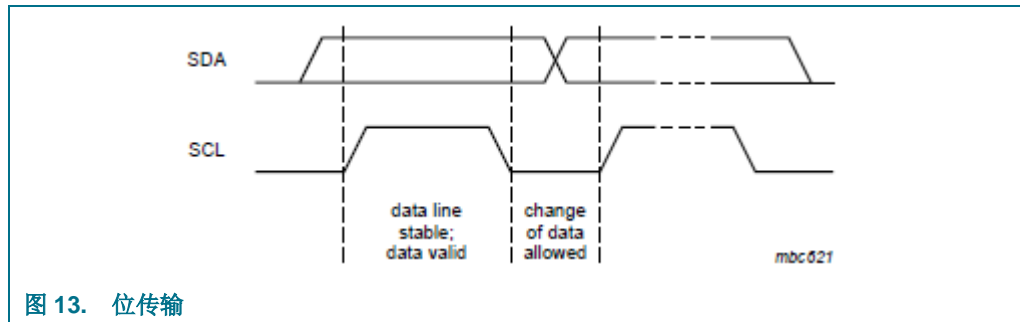 SDA
SCL
data line
stable;
data valid
change
of data
allowed
mbc621
图 13. 位传输